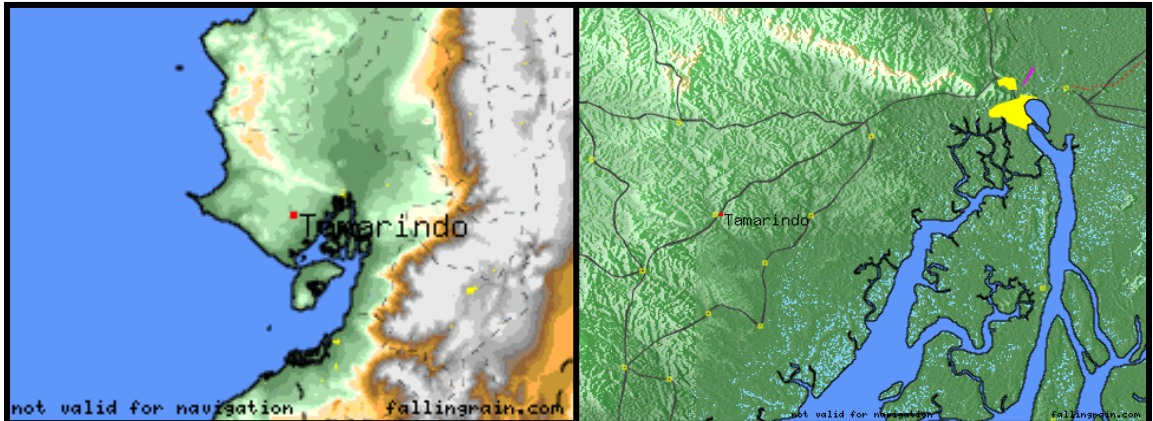 Tamarindo
not valid for navigation
fallingrain.com
Tamarindo
not valid for navigation
fallingrain.com